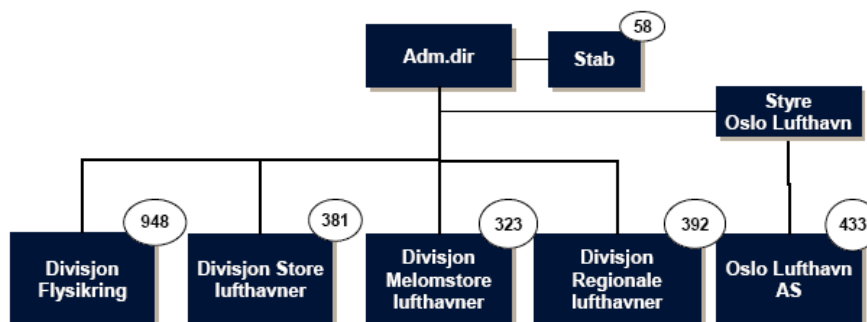 58
Adm.dir
Stab
Styre
Oslo Lufthavn
948
381
323
392
433
Divisjon
Flysikring
Divisjon Store
lufthavner
Divisjon
Melomstore
lufthavner
Divisjon
Regionale
lufthavner
Oslo Lufthavn
AS